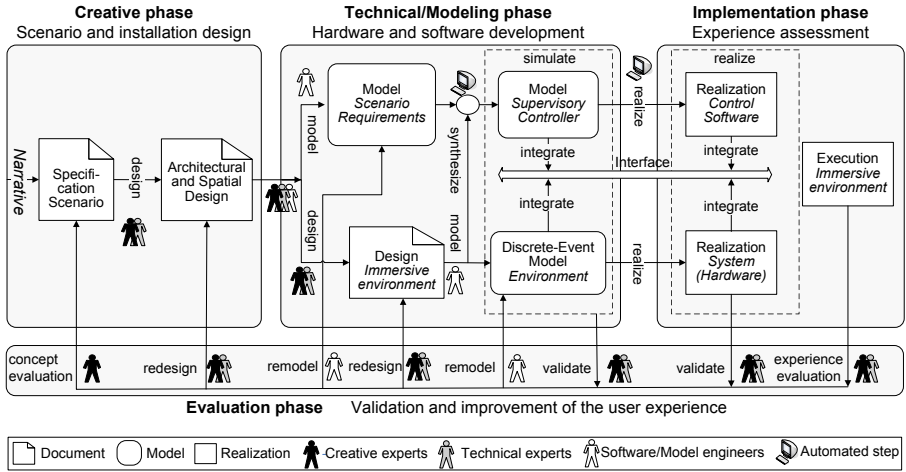 Creative phase
Scenario and installation design
Technical/Modeling phase
Hardware and software development
Implementation phase
Experience assessment
Narrative
Specifi-
cation
Scenario
design
Architectural
and Spatial
Design
model
design
Model
Scenario
Requirements
synthesize
model
Design
Immersive
environment
simulate
Model
Supervisory
Controller
integrate
Interface
integrate
Discrete-Event
Model
Environment
realize
realize
realize
Realization
Control
Software
integrate
integrate
Realization
System
(Hardware)
Execution
Immersive
environment
concept
evaluation
redesign
remodel
redesign
remodel
validate
validate
experience
evaluation
Evaluation phase Validation and improvement of the user experience
Document
Model
Realization
Creative experts
Technical experts
Software/Model engineers
Automated step